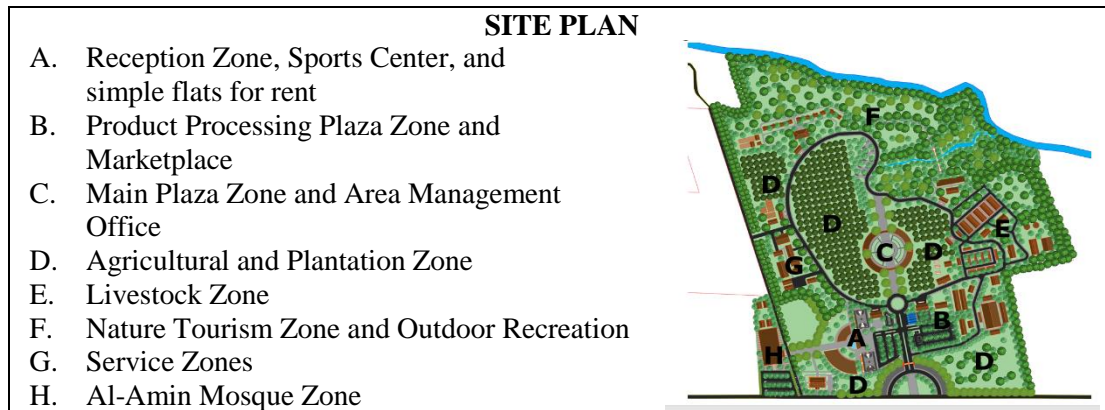 SITE PLAN
A. Reception Zone, Sports Center, and
simple flats for rent
B. Product Processing Plaza Zone and
Marketplace
C. Main Plaza Zone and Area Management
Office
D. Agricultural and Plantation Zone
E. Livestock Zone
F. Nature Tourism Zone and Outdoor Recreation
G. Service Zones
H. Al-Amin Mosque Zone
F
D
D
E
C
D
G
B
A
H
D
D